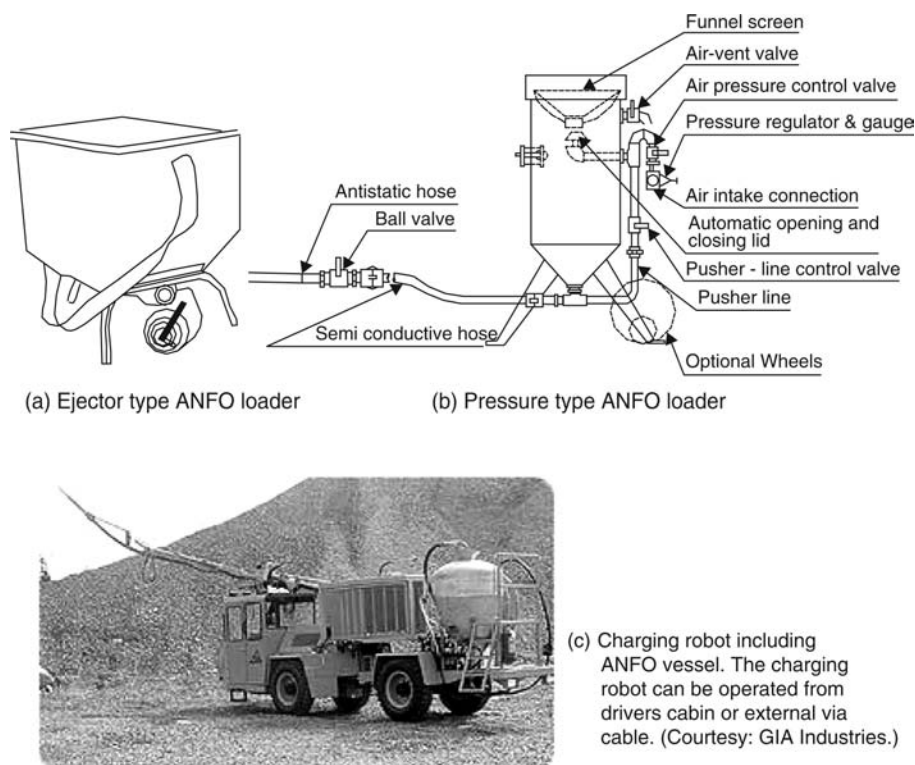 Funnel screen
Air-vent valve
Air pressure control valve
Pressure regulator & gauge
Air intake connection
Automatic opening and
closing lid
Pusher - line control valve
Pusher line
Optional Wheels
Antistatic hose
Ball valve
Semi conductive hose
(a) Ejector type ANFO loader
(b) Pressure type ANFO loader
(c) Charging robot including
ANFO vessel. The charging
robot can be operated from
drivers cabin or external via
cable. (Courtesy: GIA Industries.)